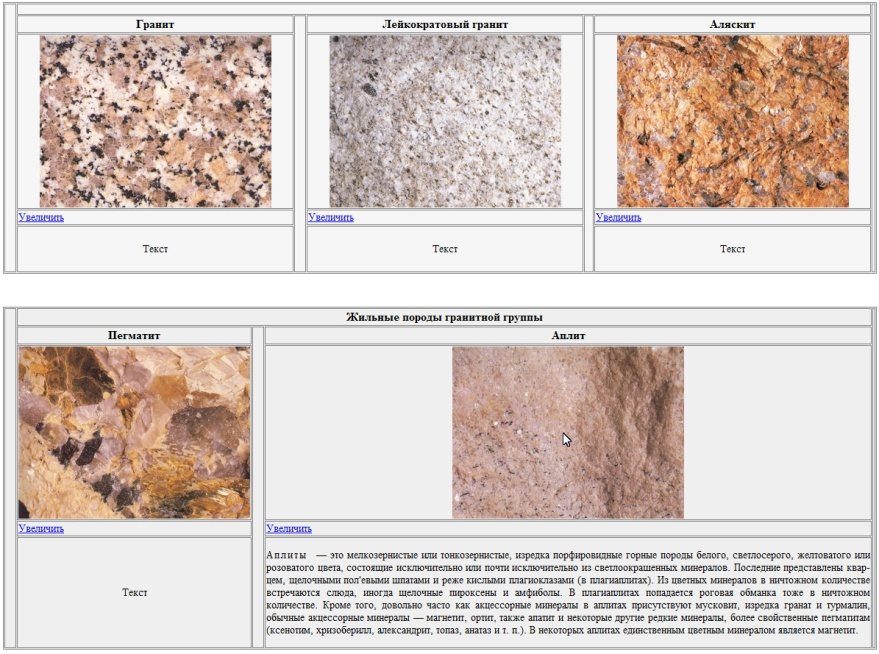 Гранит
Лейкократовый гранит
Аляскит
Увеличить
Увеличить
Увеличить
Текст
Текст
Текст
Жильные породы гранитной группы
Пегматит
Аплит
Увеличить
Увеличить
Текст
Аплиты — это мелкозернистые или тонкозернистые, изредка порфировидные горные породы белого, светлосерого, желтоватого или
розоватого цвета, состоящие исключительно или почти исключительно из светлоокрашенных минералов. Последние представлены квар-
цем, щелочными пол'евыми шпатами и реже кислыми плагиоклазами (в плагиаплитах). Из цветных минералов в ничтожном количестве
встречаются слюда, иногда щелочные пироксены и амфиболы. В плагиаплитах попадается роговая обманка тоже в ничтожном
количестве. Кроме того, довольно часто как акцессорные минералы в аплитах присутствуют мусковит, изредка гранат и турмалин,
обычные акцессорные минералы — магнетит, ортит, также апатит и некоторые другие редкие минералы, более свойственные пегматитам
(ксенотим, хризоберилл, александрит, топаз, анатаз и т. п.). В некоторых аплитах единственным цветным минералом является магнетит.